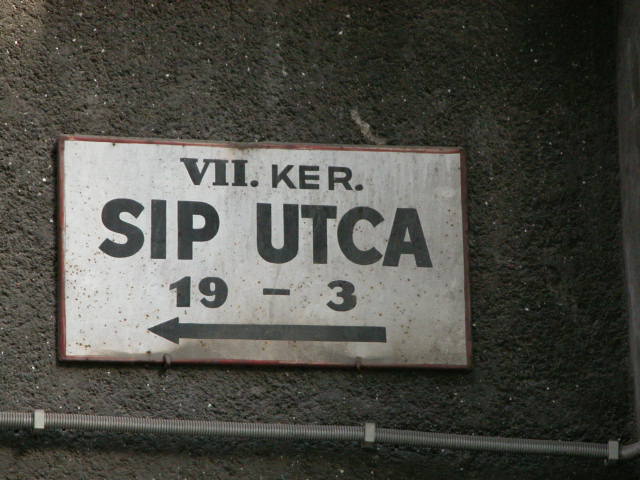 VII. KER.
SIP UTCA
19 - 3